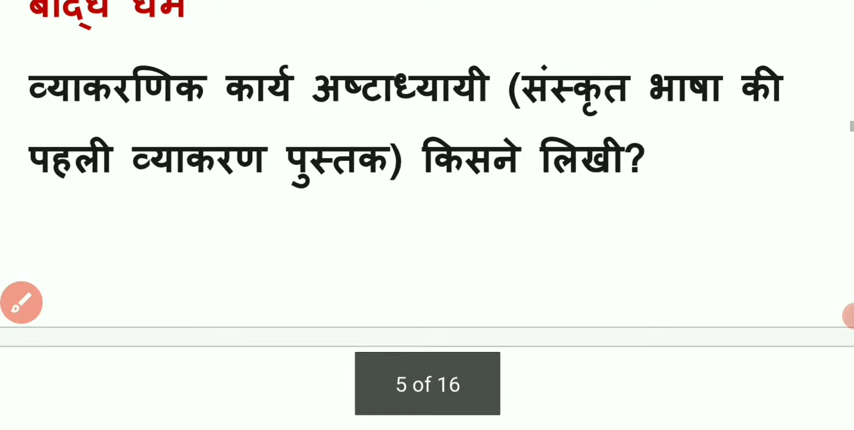 बौद्ध धर्म
व्याकरणिक कार्य अष्टाध्यायी (संस्कृत भाषा की
पहली व्याकरण पुस्तक) किसने लिखी?
5 of 16